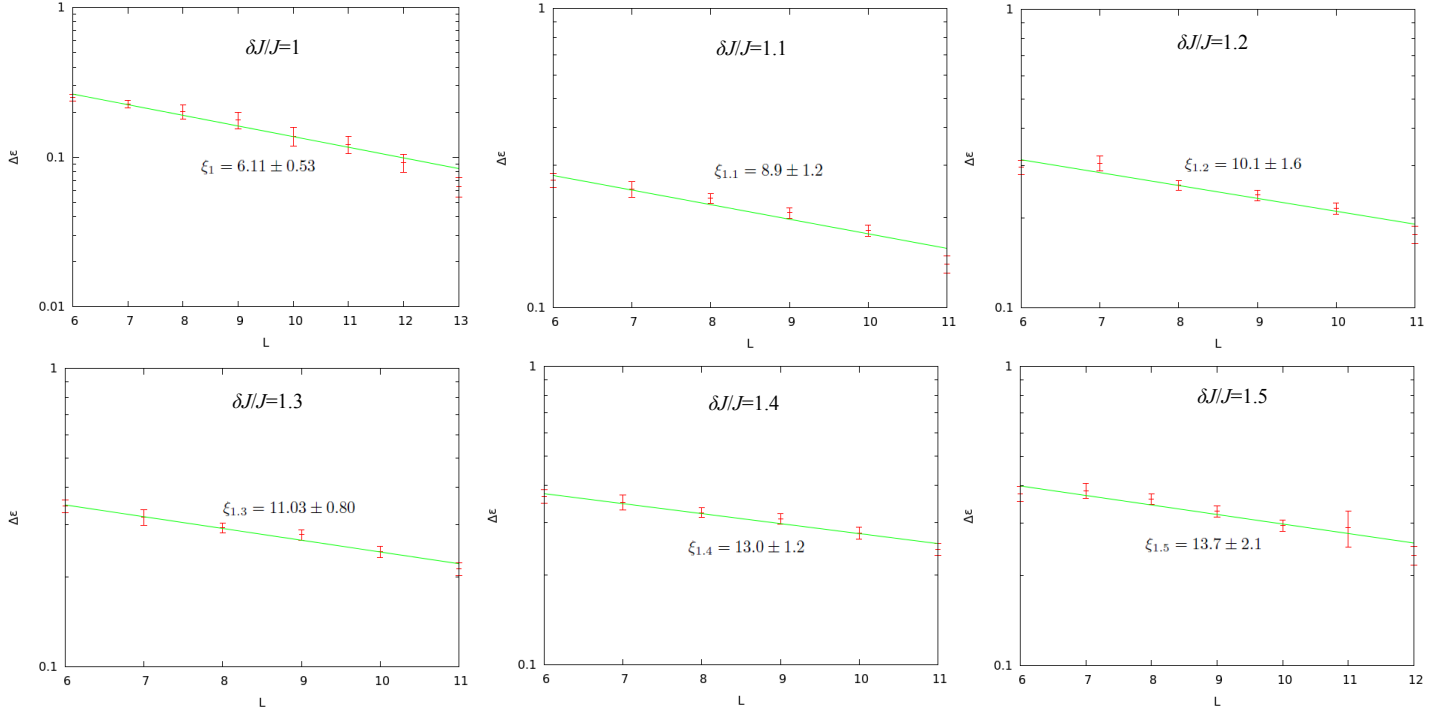 δJ/J=1
ξ₁ = 6.11 ± 0.53
1
0.1
0.01
Δε
6 7 8 9 10 11 12 13
L
δJ/J=1.1
ξ₁.₁ = 8.9 ± 1.2
1
0.1
Δε
6 7 8 9 10 11
L
δJ/J=1.2
ξ₁.₂ = 10.1 ± 1.6
1
0.1
Δε
6 7 8 9 10 11
L
δJ/J=1.3
ξ₁.₃ = 11.03 ± 0.80
1
0.1
Δε
6 7 8 9 10 11
L
δJ/J=1.4
ξ₁.₄ = 13.0 ± 1.2
1
0.1
Δε
6 7 8 9 10 11
L
δJ/J=1.5
ξ₁.₅ = 13.7 ± 2.1
1
0.1
Δε
6 7 8 9 10 11 12
L